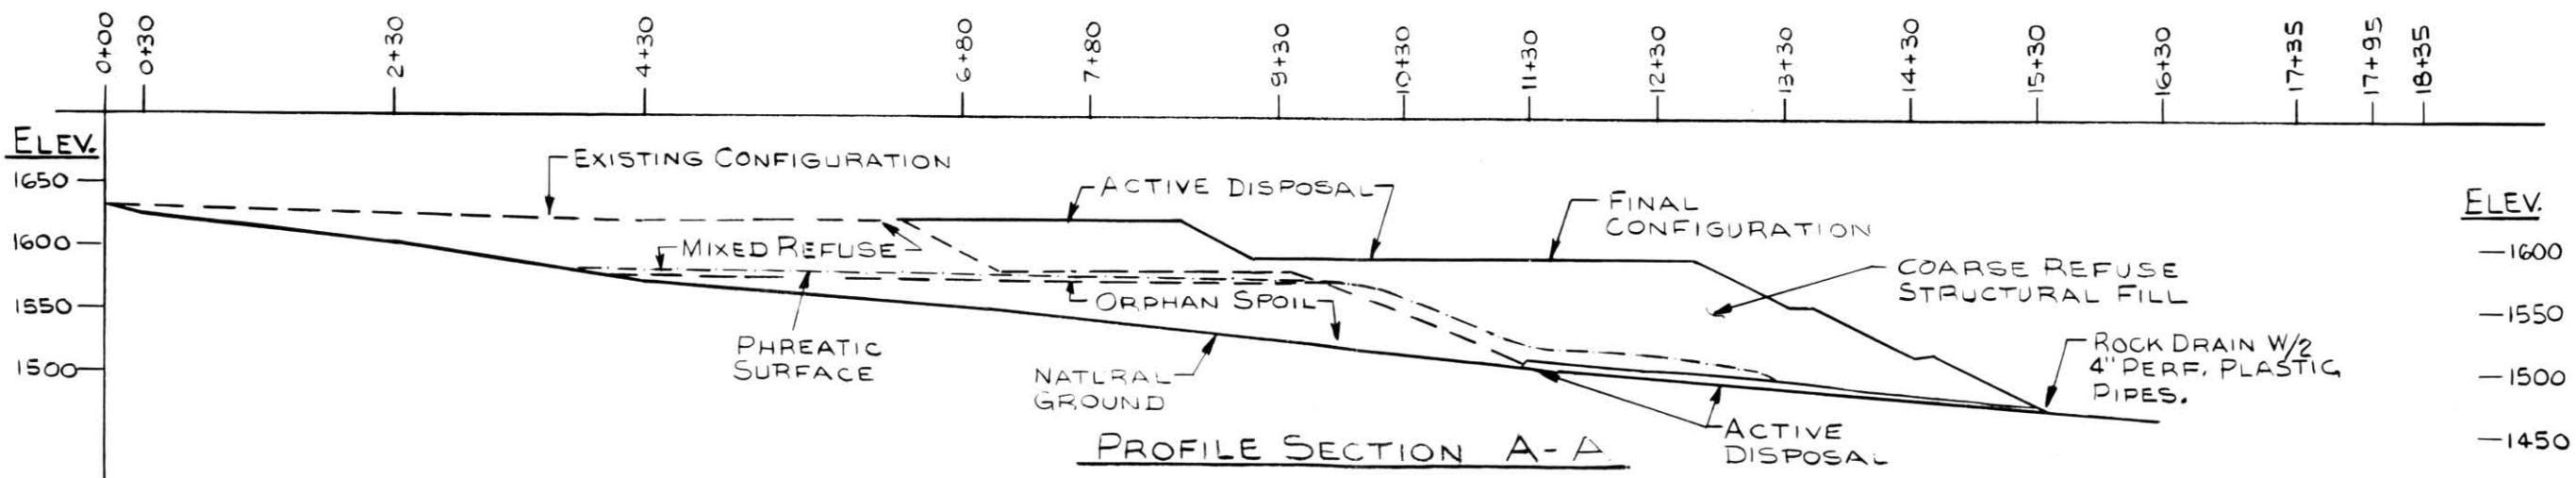 0+00
0+30
2+30
4+30
6+80
7+80
9+30
10+30
11+30
12+30
13+30
14+30
15+30
16+30
17+35
17+95
18+35
ELEV.
1650
1600
1550
1500
EXISTING CONFIGURATION
MIXED REFUSE
ACTIVE DISPOSAL
FINAL
CONFIGURATION
COARSE REFUSE
STRUCTURAL FILL
ORPHAN SPOIL
PHREATIC
SURFACE
NATURAL
GROUND
ROCK DRAIN W/2
4" PERF. PLASTIC
PIPES.
ACTIVE
DISPOSAL
ELEV.
1600
1550
1500
1450
PROFILE SECTION A-A